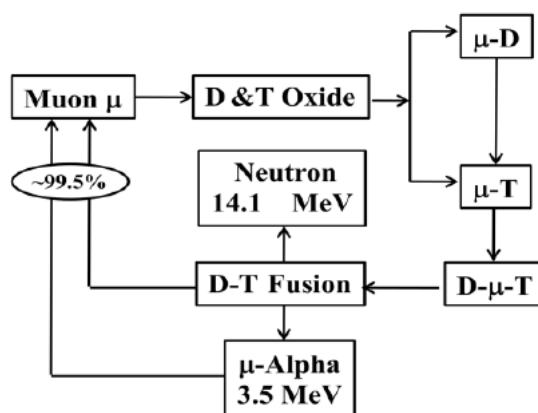 μ-D
Muon μ
D &T Oxide
~99.5%
Neutron
14.1 MeV
μ-T
D-T Fusion
D-μ-T
μ-Alpha
3.5 MeV